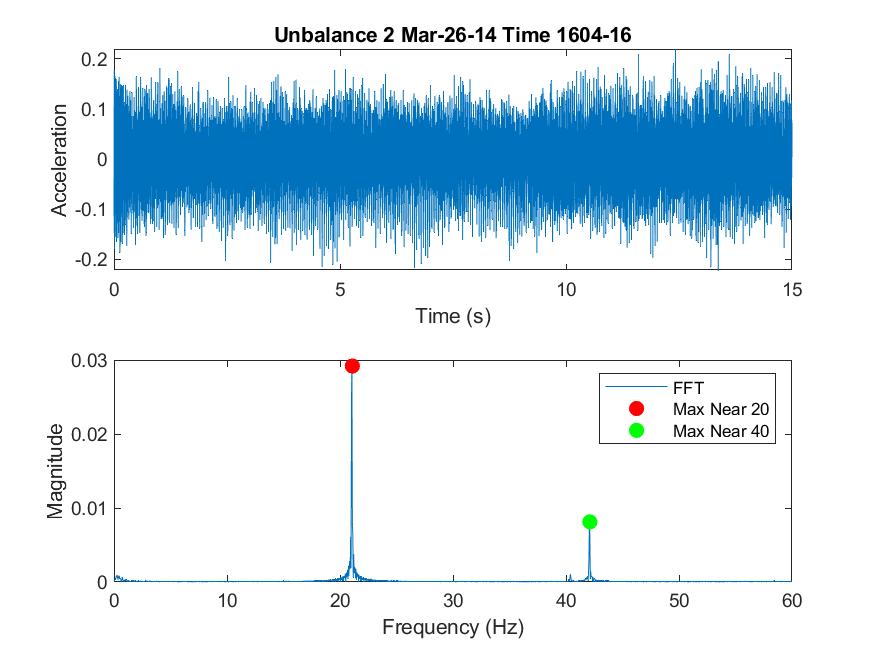 Unbalance 2 Mar-26-14 Time 1604-16
0.2
0.1
0
-0.1
-0.2
Acceleration
0 5 10 15
Time (s)
0.03
0.02
0.01
0
Magnitude
FFT
Max Near 20
Max Near 40
0 10 20 30 40 50 60
Frequency (Hz)